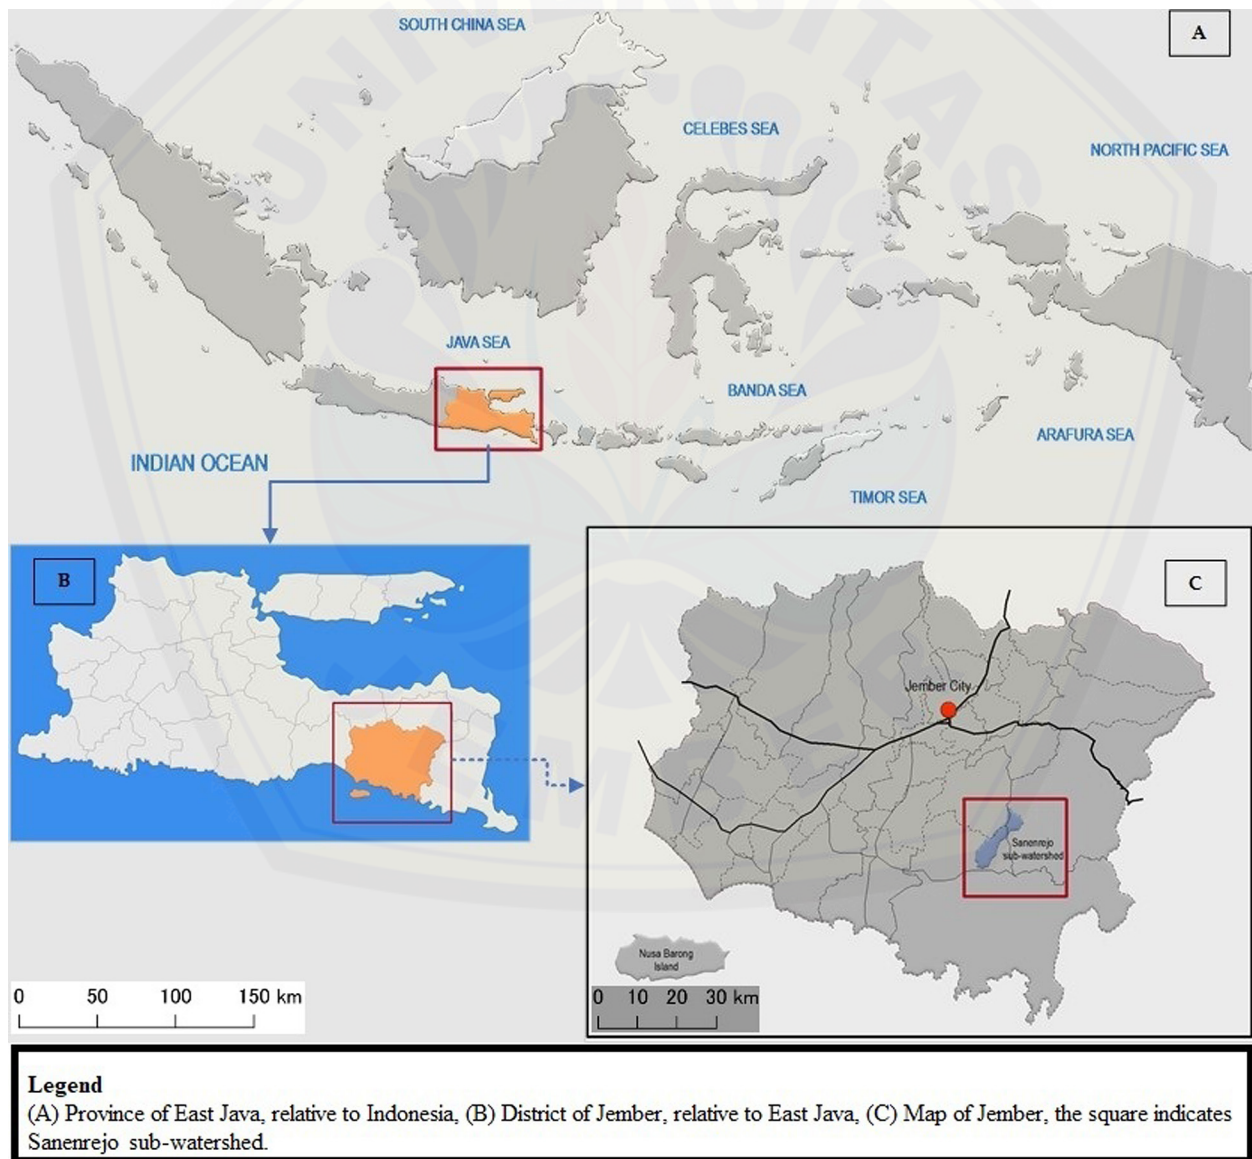 UNIVERSITAS
SOUTH CHINA SEA
A
CELEBES SEA
NORTH PACIFIC SEA
JAVA SEA
BANDA SEA
ARAFURA SEA
INDIAN OCEAN
TIMOR SEA
B
C
Jember City
JEMBER
Sanenrejo
sub-watershed
Nusa Barong
Island
0 50 100 150 km
0 10 20 30 km
Legend
(A) Province of East Java, relative to Indonesia, (B) District of Jember, relative to East Java, (C) Map of Jember, the square indicates
Sanenrejo sub-watershed.